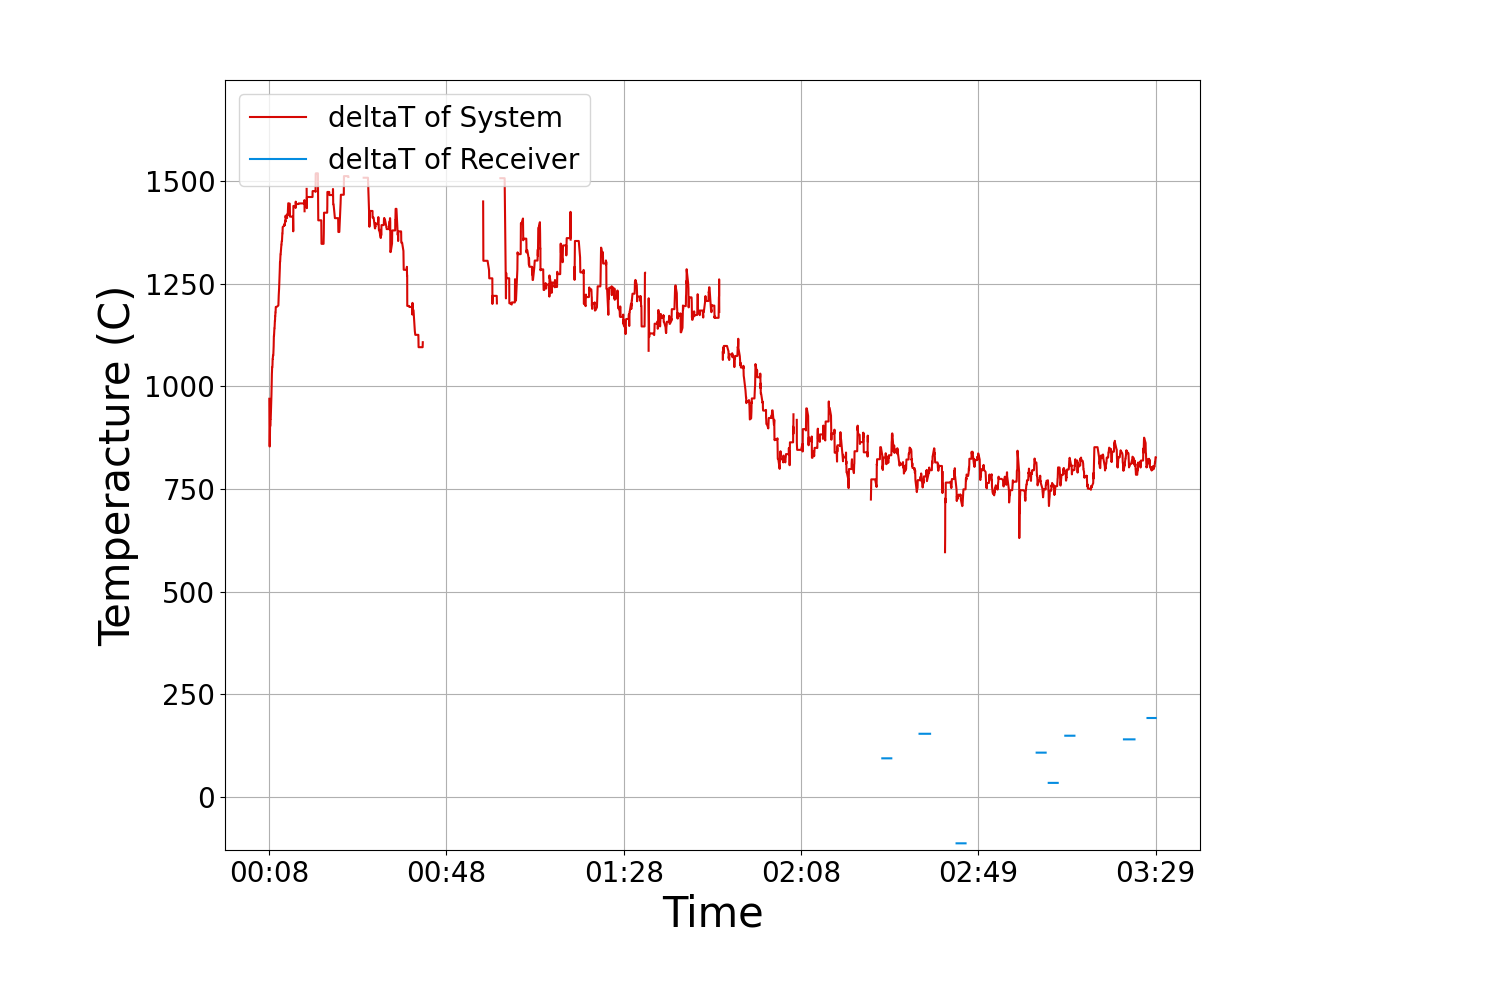 deltaT of System
deltaT of Receiver
1500
1250
1000
750
500
250
0
Temperacture (C)
00:08 00:48 01:28 02:08 02:49 03:29
Time